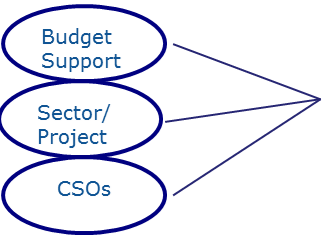 Budget
Support
Sector/
Project
CSOs